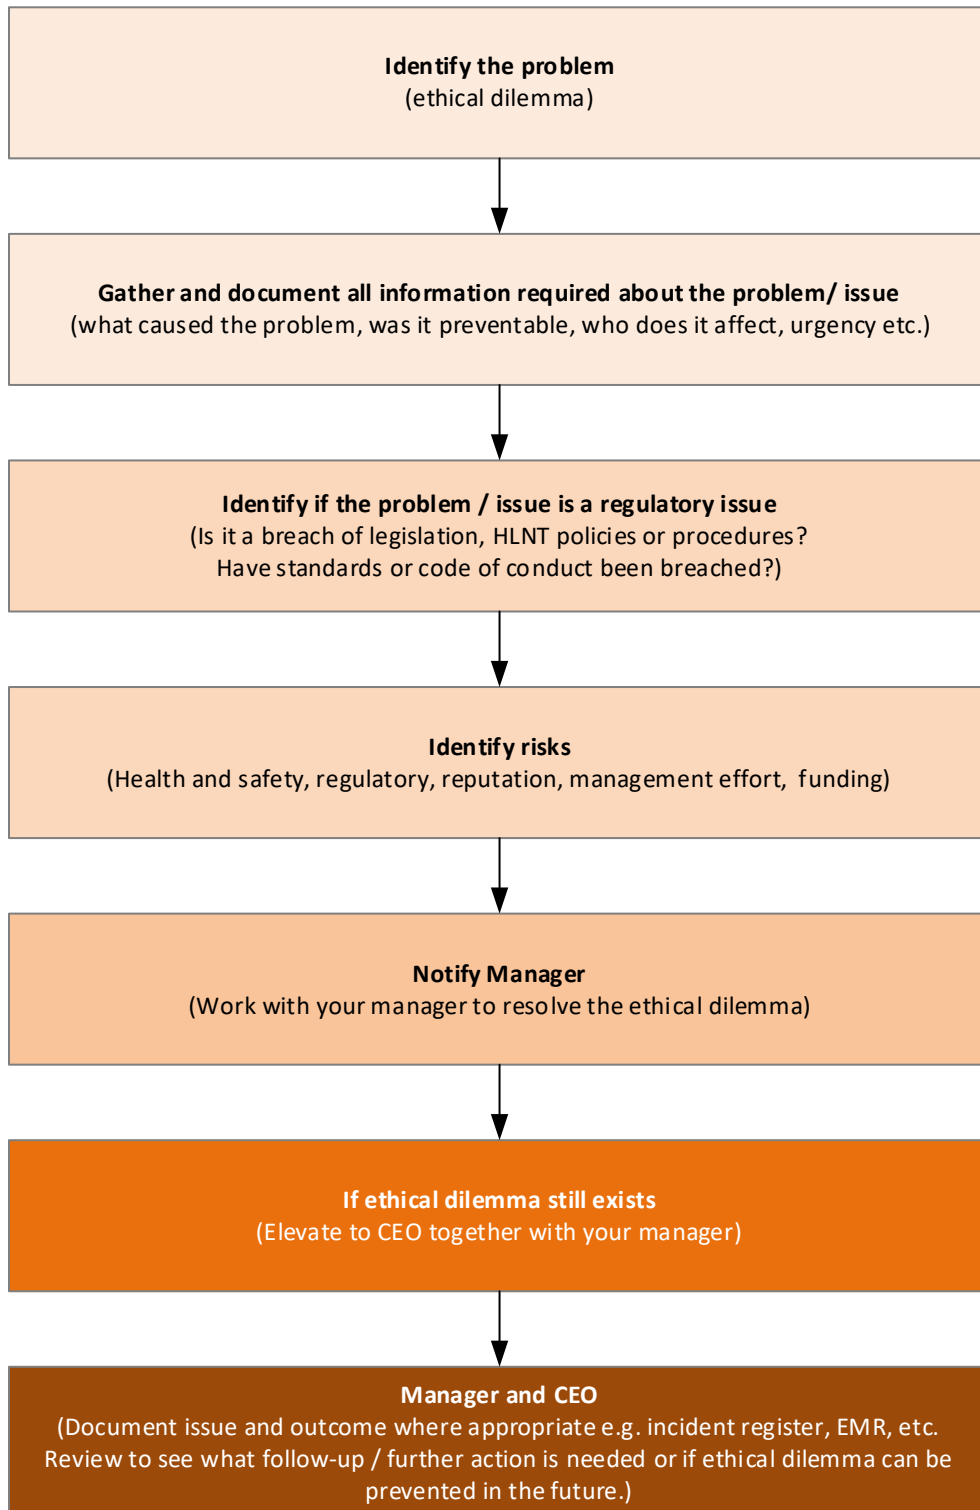 Identify the problem
(ethical dilemma)
Gather and document all information required about the problem/ issue
(what caused the problem, was it preventable, who does it affect, urgency etc.)
Identify if the problem / issue is a regulatory issue
(Is it a breach of legislation, HLNT policies or procedures?
Have standards or code of conduct been breached?)
Identify risks
(Health and safety, regulatory, reputation, management effort,  funding)
Notify Manager
(Work with your manager to resolve the ethical dilemma)
If ethical dilemma still exists
(Elevate to CEO together with your manager)
Manager and CEO
(Document issue and outcome where appropriate e.g. incident register, EMR, etc.
Review to see what follow-up / further action is needed or if ethical dilemma can be
prevented in the future.)